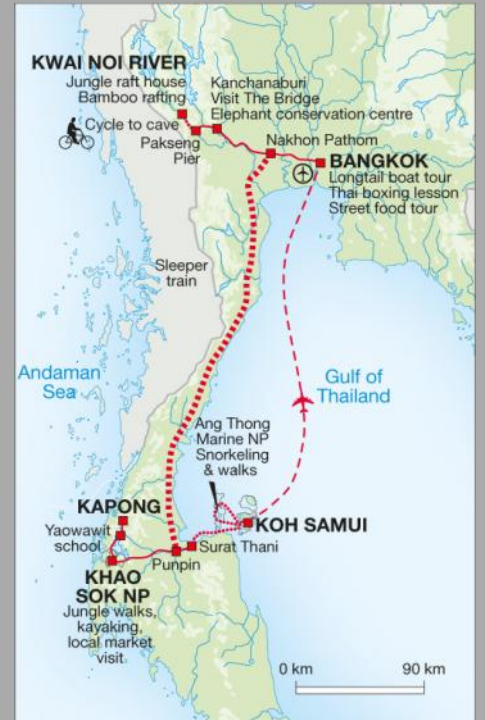 KWAI NOI RIVER
Jungle raft house
Bamboo rafting
Cycle to cave
Pakseng
Pier
Kanchanaburi
Visit The Bridge
Elephant conservation centre
Nakhon Pathom
BANGKOK
Longtail boat tour
Thai boxing lesson
Street food tour
Sleeper
train
Andaman
Sea
Gulf of
Thailand
Ang Thong
Marine NP
Snorkeling
& walks
KAPONG
Yaowawit
school
KOH SAMUI
Surat Thani
Punpin
KHAO
SOK NP
Jungle walks,
kayaking,
local market
visit
0 km
90 km